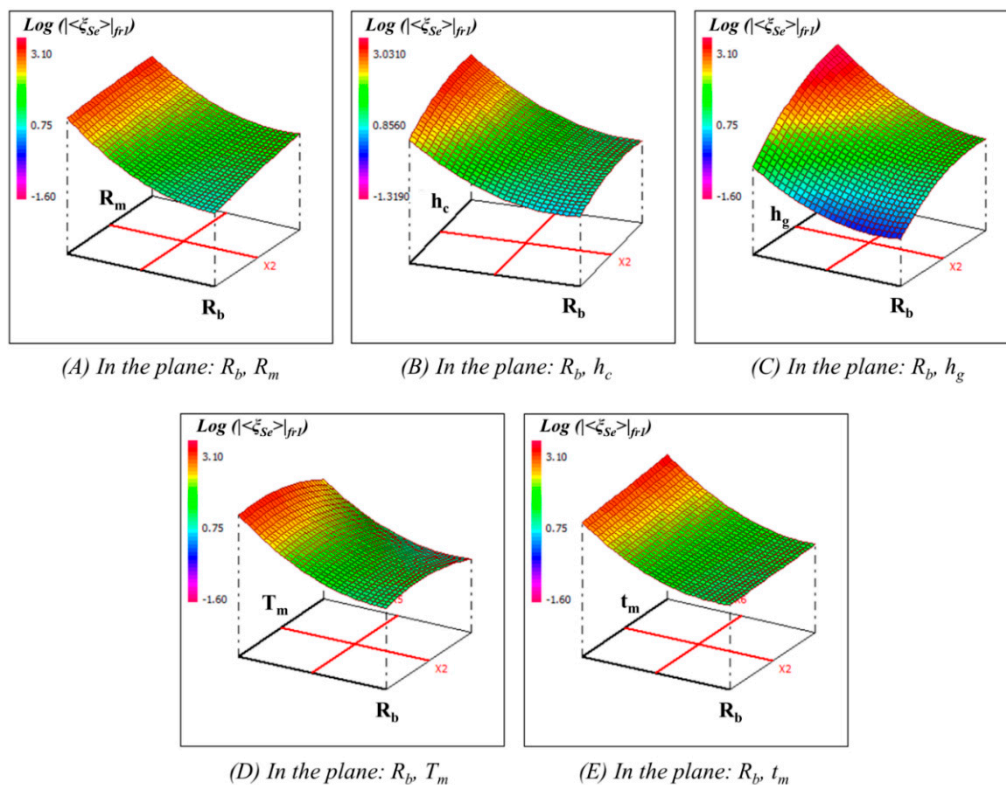 Log (|<ξSe>|fr1)
3.10
0.75
-1.60
Rm
X2
Rb
(A) In the plane: Rb, Rm
Log (|<ξSe>|fr1)
3.0310
0.8560
-1.3190
hc
X2
Rb
(B) In the plane: Rb, hc
Log (|<ξSe>|fr1)
3.10
0.75
-1.60
hg
X2
Rb
(C) In the plane: Rb, hg
Log (|<ξSe>|fr1)
3.10
0.75
-1.60
Tm
X2
Rb
(D) In the plane: Rb, Tm
Log (|<ξSe>|fr1)
3.10
0.75
-1.60
tm
X2
Rb
(E) In the plane: Rb, tm